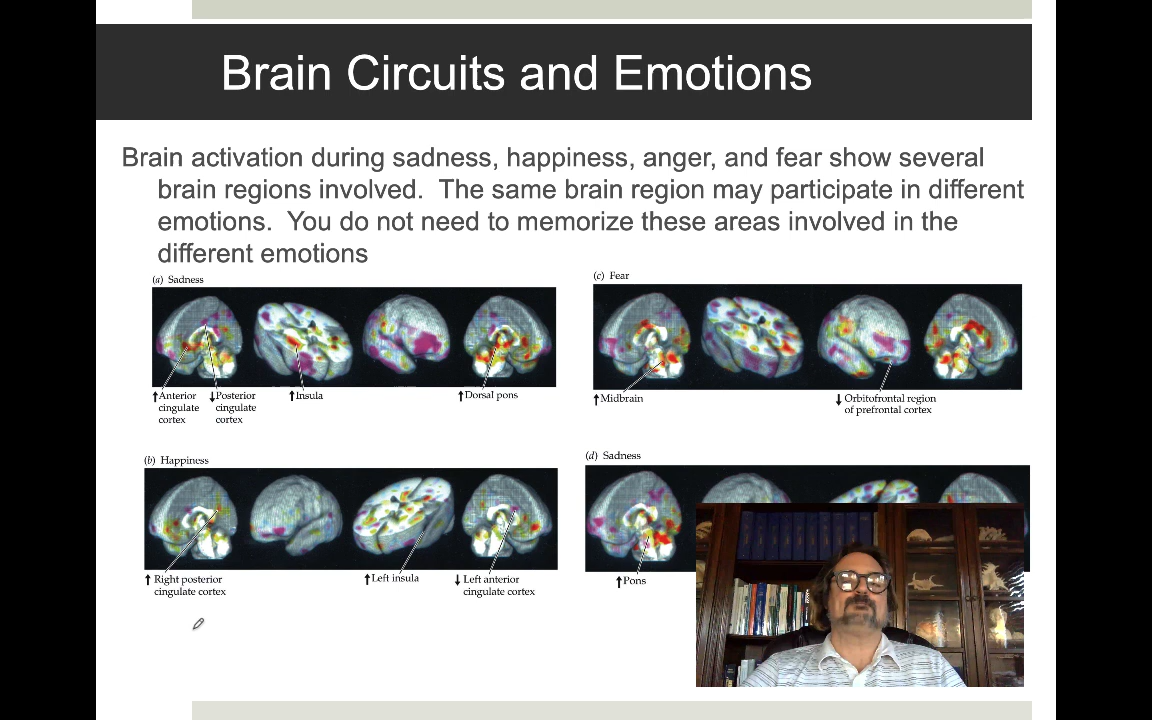 Brain Circuits and Emotions
Brain activation during sadness, happiness, anger, and fear show several
brain regions involved.  The same brain region may participate in different
emotions.  You do not need to memorize these areas involved in the
different emotions
(a) Sadness
↑Anterior
cingulate
cortex
↓Posterior
cingulate
cortex
↑Insula
↑Dorsal pons
(c) Fear
↑Midbrain
↓ Orbitofrontal region
of prefrontal cortex
(b) Happiness
↑ Right posterior
cingulate cortex
↑Left insula
↓ Left anterior
cingulate cortex
(d) Sadness
↑Pons